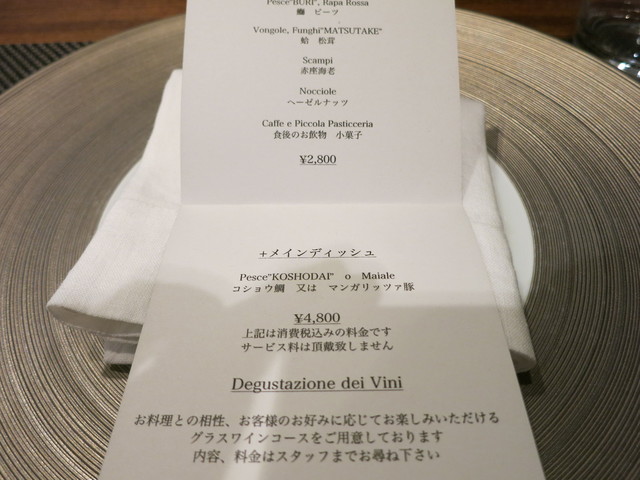 Pesce"BURI", Rapa Rossa
鰤 ビーツ
Vongole, Funghi"MATSUTAKE"
蛤 松茸
Scampi
赤座海老
Nocciole
ヘーゼルナッツ
Caffe e Piccola Pasticceria
食後のお飲物 小菓子
¥2,800
+メインディッシュ
Pesce"KOSHODAI" o Maiale
コショウ鯛 又は マンガリッツァ豚
¥4,800
上記は消費税込みの料金です
サービス料は頂戴致しません
Degustazione dei Vini
お料理との相性、お客様のお好みに応じてお楽しみいただける
グラスワインコースをご用意しております
内容、料金はスタッフまでお尋ね下さい